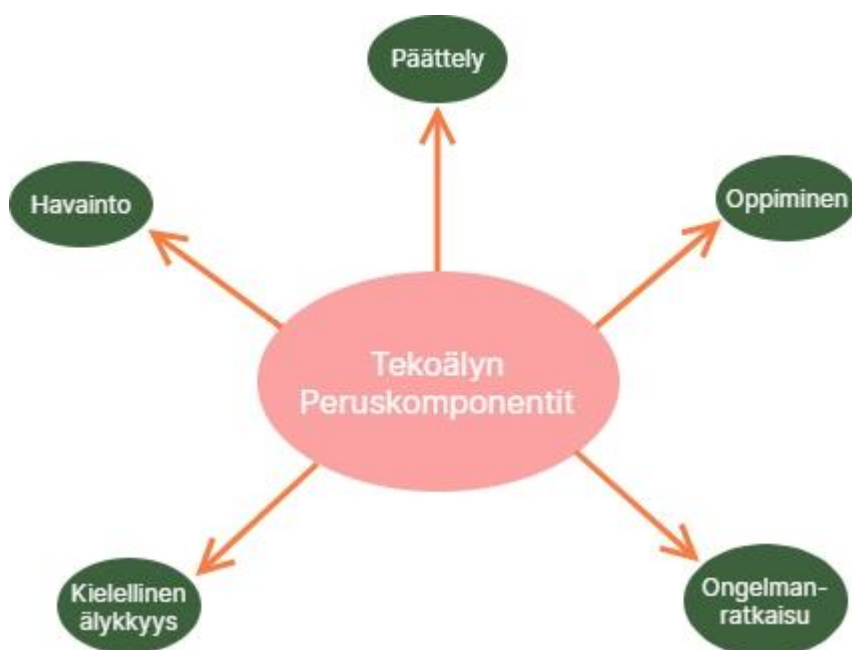 Päättely
Havainto
Oppiminen
Tekoälyn
Peruskomponentit
Kielellinen
älykkyys
Ongelman-
ratkaisu